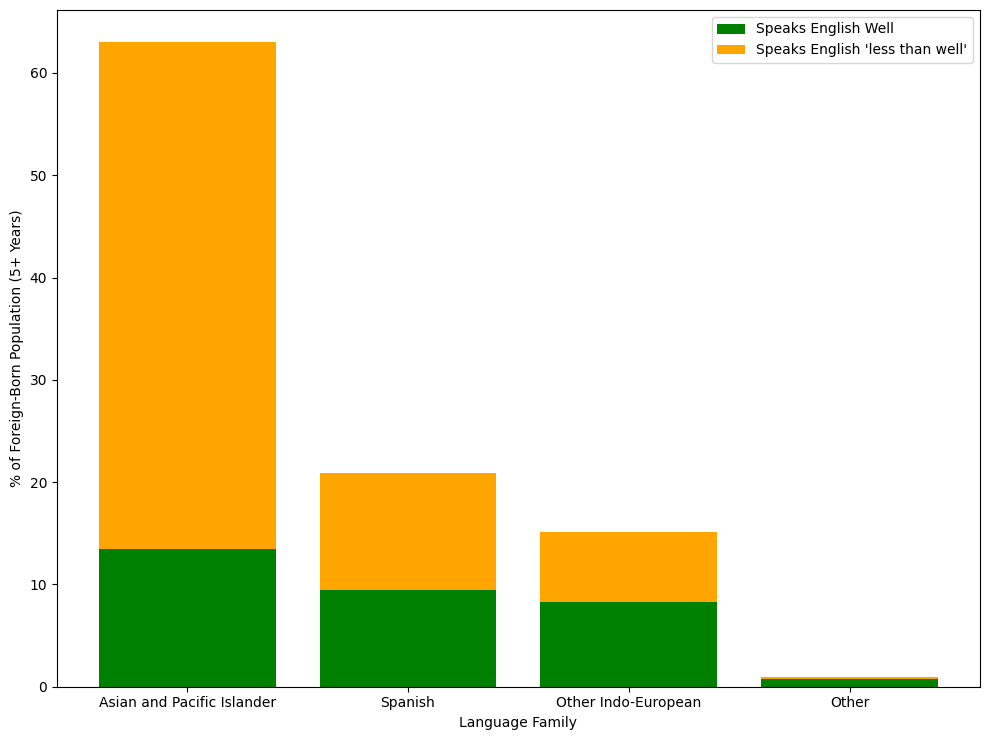 Speaks English Well
Speaks English 'less than well'
% of Foreign-Born Population (5+ Years)
60
50
40
30
20
10
0
Asian and Pacific Islander
Spanish
Other Indo-European
Other
Language Family